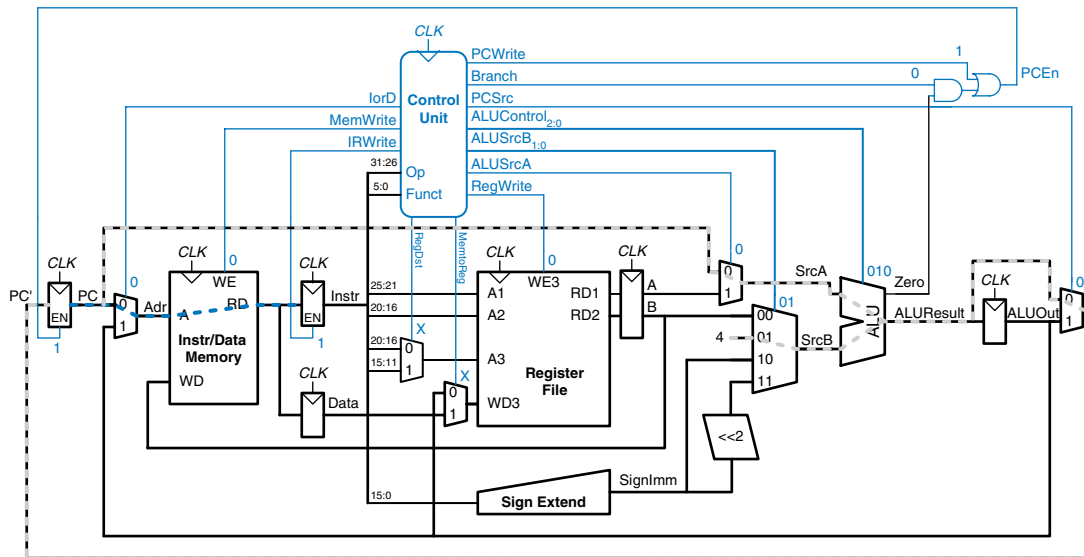 CLK
PCWrite
1
Branch
0
PCEn
IorD
Control
Unit
PCSrc
MemWrite
ALUControl2:0
IRWrite
ALUSrcB1:0
31:26
Op
ALUSrcA
5:0
Funct
RegWrite
RegDst
MemtoReg
CLK
0
CLK
0
CLK
CLK
0
CLK
0
010
CLK
0
PC'
PC
0
Adr
1
EN
1
WE
A
RD
Instr/Data
Memory
WD
EN
1
Instr
25:21
20:16
A1
A2
WE3
RD1
RD2
A
B
0
1
SrcA
01
00
01
10
11
4
SrcB
ALU
Zero
ALUResult
ALUOut
0
1
20:16
15:11
X
0
1
A3
WD3
Register
File
CLK
Data
X
0
1
<<2
SignImm
15:0
Sign Extend